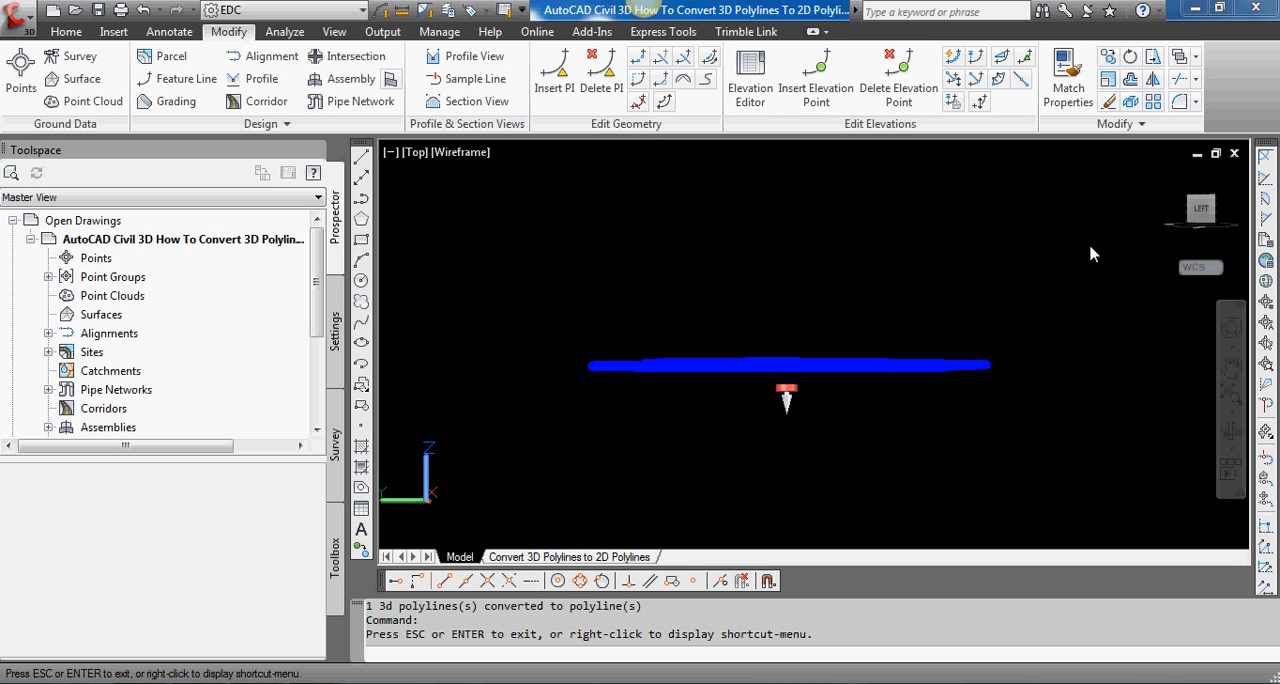 EDC
AutoCAD Civil 3D How To Convert 3D Polylines To 2D Polyli...
Type a keyword or phrase
3D
Home
Insert
Annotate
Modify
Analyze
View
Output
Manage
Help
Online
Add-Ins
Express Tools
Trimble Link
Points
Survey
Surface
Point Cloud
Ground Data
Parcel
Feature Line
Grading
Alignment
Profile
Corridor
Intersection
Assembly
Pipe Network
Design
Profile View
Sample Line
Section View
Profile & Section Views
Insert PI
Delete PI
Edit Geometry
Elevation
Editor
Insert Elevation
Point
Delete Elevation
Point
Edit Elevations
Match
Properties
Modify
Toolspace
Master View
Open Drawings
AutoCAD Civil 3D How To Convert 3D Polylin...
Points
Point Groups
Point Clouds
Surfaces
Alignments
Sites
Catchments
Pipe Networks
Corridors
Assemblies
Prospector
Settings
Survey
Toolbox
[−] [Top] [Wireframe]
LEFT
WCS
Z
Y
X
Model
Convert 3D Polylines to 2D Polylines
1 3d polylines(s) converted to polyline(s)
Command:
Press ESC or ENTER to exit, or right-click to display shortcut-menu.
Press ESC or ENTER to exit, or right-click to display shortcut-menu.